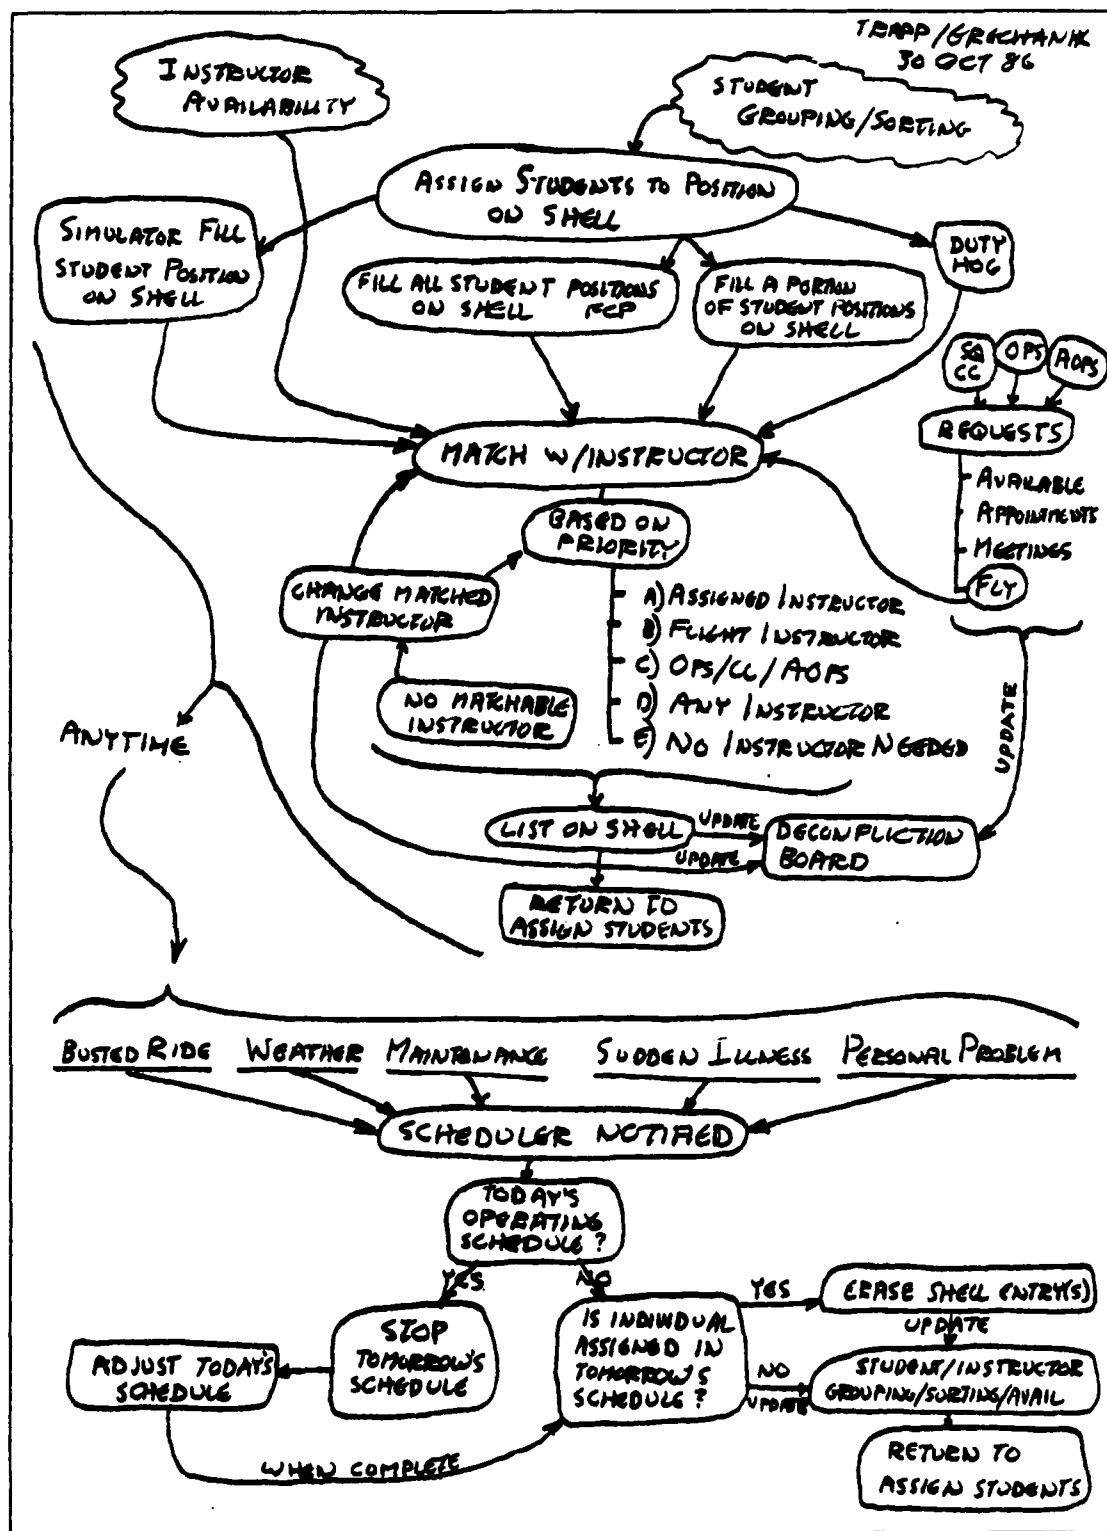 TRAPP/GRECHANIK
30 OCT 86
INSTRUCTOR
AVAILABILITY
STUDENT
GROUPING/SORTING
ASSIGN STUDENTS TO POSITION
ON SHELL
SIMULATOR FILL
STUDENT POSITION
ON SHELL
FILL ALL STUDENT POSITIONS
ON SHELL FCP
FILL A PORTION
OF STUDENT POSITIONS
ON SHELL
DUTY
HOG
SQ
CC
OPS
AOPS
REQUESTS
- AVAILABLE
- APPOINTMENTS
- MEETINGS
- FLY
MATCH W/INSTRUCTOR
BASED ON
PRIORITY
CHANGE MATCHED
INSTRUCTOR
A) ASSIGNED INSTRUCTOR
B) FLIGHT INSTRUCTOR
C) OPS/CC/AOPS
D) ANY INSTRUCTOR
E) NO INSTRUCTOR NEEDED
NO MATCHABLE
INSTRUCTOR
UPDATE
ANYTIME
LIST ON SHELL
UPDATE
UPDATE
DECONFLICTION
BOARD
RETURN TO
ASSIGN STUDENTS
BUSTED RIDE WEATHER MAINTENANCE SUDDEN ILLNESS PERSONAL PROBLEM
SCHEDULER NOTIFIED
TODAY'S
OPERATING
SCHEDULE?
YES
NO
STOP
TOMORROW'S
SCHEDULE
ADJUST TODAY'S
SCHEDULE
WHEN COMPLETE
IS INDIVIDUAL
ASSIGNED IN
TOMORROW'S
SCHEDULE?
YES
ERASE SHELL ENTRY(S)
UPDATE
NO
UPDATE
STUDENT/INSTRUCTOR
GROUPING/SORTING/AVAIL
RETURN TO
ASSIGN STUDENTS